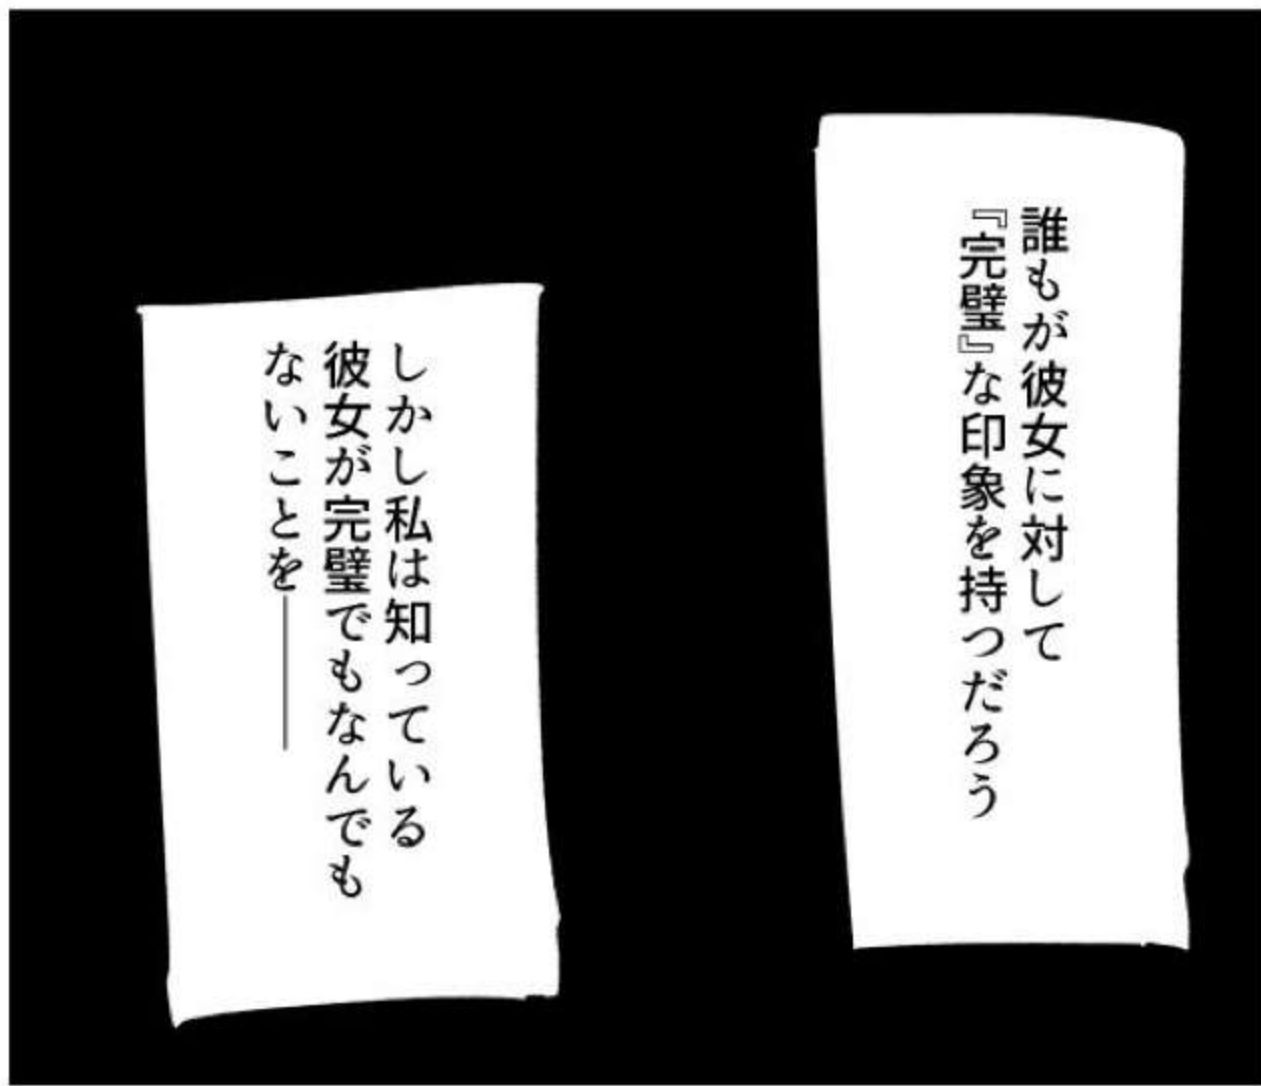 誰もが彼女に対して
『完璧』な印象を持つだろう
しかし私は知っている
彼女が完璧でもなんでも
ないことを───